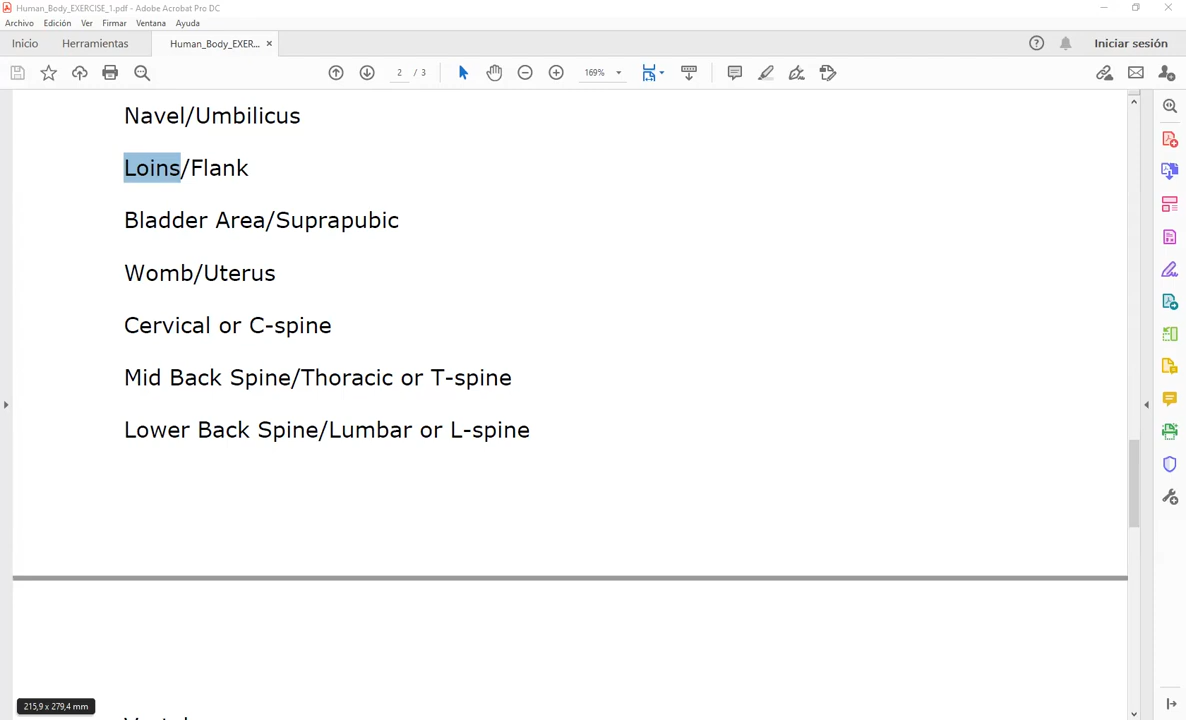 Human_Body_EXERCISE_1.pdf - Adobe Acrobat Pro DC
Archivo Edición Ver Firmar Ventana Ayuda
Inicio Herramientas Human_Body_EXER... × Iniciar sesión
2 / 3 169%
Navel/Umbilicus
Loins/Flank
Bladder Area/Suprapubic
Womb/Uterus
Cervical or C-spine
Mid Back Spine/Thoracic or T-spine
Lower Back Spine/Lumbar or L-spine
215,9 x 279,4 mm